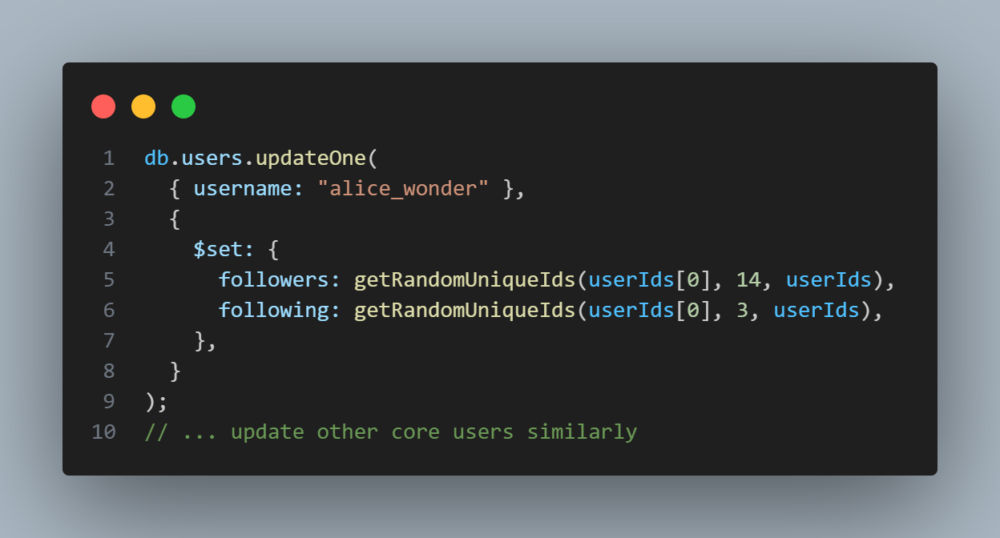 1 db.users.updateOne(
2   { username: "alice_wonder" },
3   {
4     $set: {
5       followers: getRandomUniqueIds(userIds[0], 14, userIds),
6       following: getRandomUniqueIds(userIds[0], 3, userIds),
7     },
8   }
9 );
10 // ... update other core users similarly